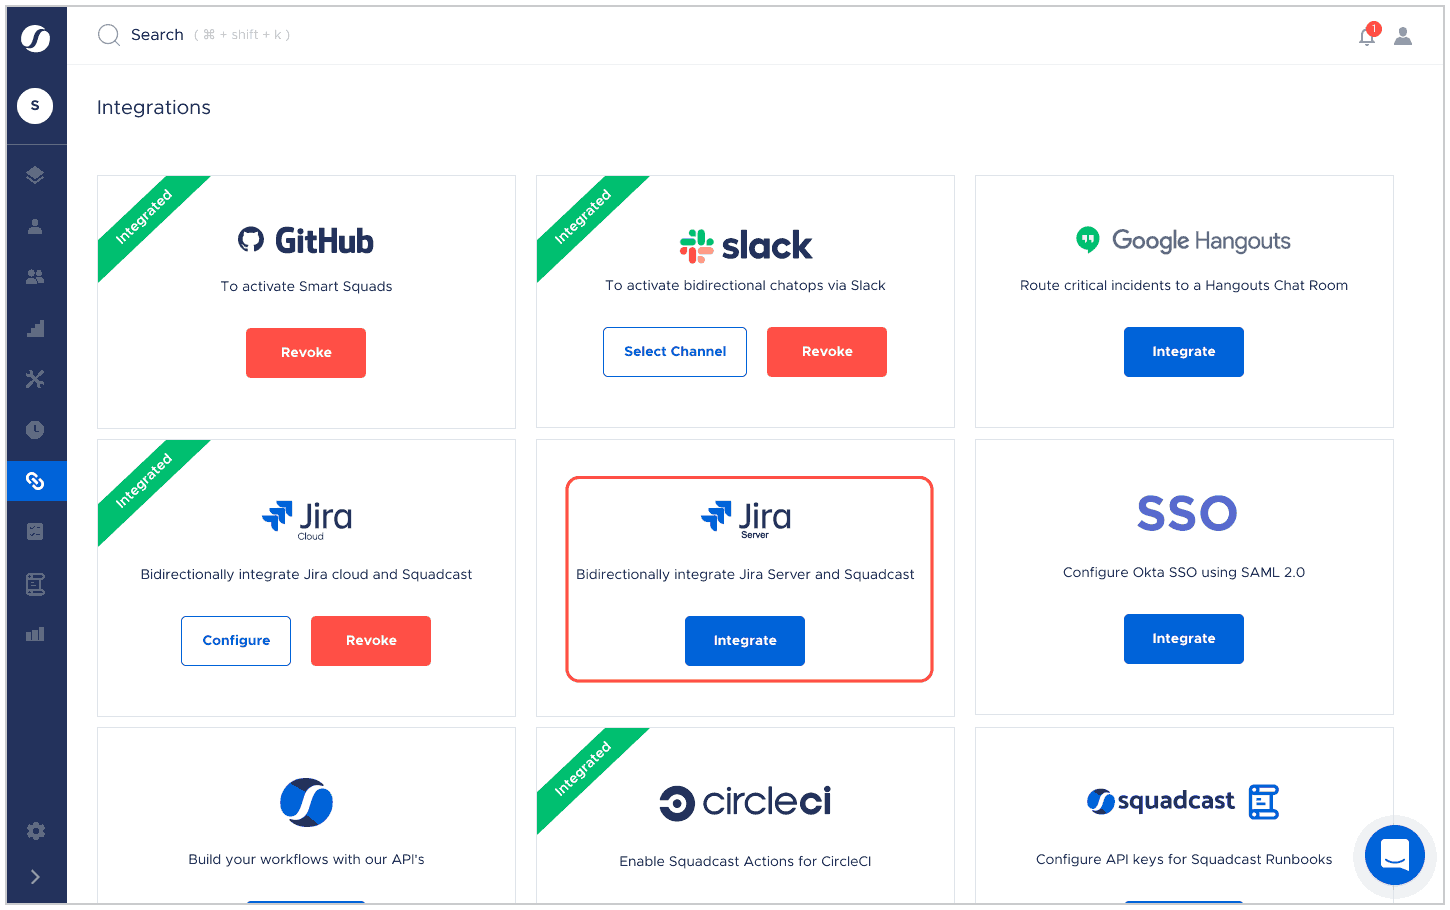 Search ( ⌘ + shift + k )
1
S
Integrations
Integrated
GitHub
To activate Smart Squads
Revoke
Integrated
slack
To activate bidirectional chatops via Slack
Select Channel
Revoke
Google Hangouts
Route critical incidents to a Hangouts Chat Room
Integrate
Integrated
Jira
Cloud
Bidirectionally integrate Jira cloud and Squadcast
Configure
Revoke
Jira
Server
Bidirectionally integrate Jira Server and Squadcast
Integrate
SSO
Configure Okta SSO using SAML 2.0
Integrate
Build your workflows with our API's
Integrated
circleci
Enable Squadcast Actions for CircleCI
squadcast
Configure API keys for Squadcast Runbooks